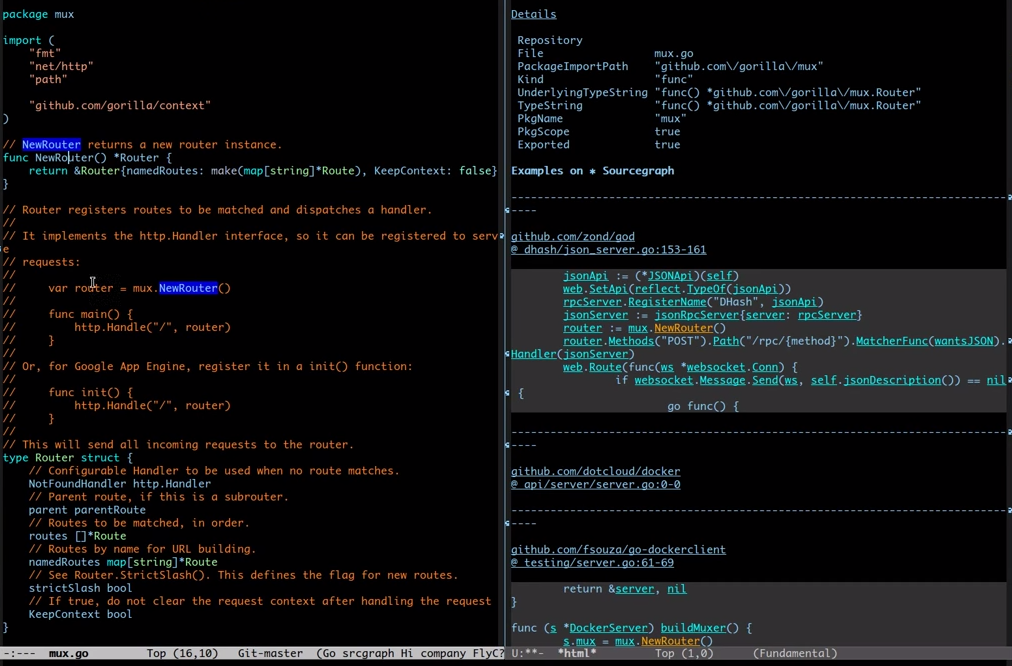 package mux
import (
"fmt"
"net/http"
"path"
"github.com/gorilla/context"
)
// NewRouter returns a new router instance.
func NewRouter() *Router {
return &Router{namedRoutes: make(map[string]*Route), KeepContext: false}
}
// Router registers routes to be matched and dispatches a handler.
//
// It implements the http.Handler interface, so it can be registered to serv
e
// requests:
//
// var router = mux.NewRouter()
//
// func main() {
// http.Handle("/", router)
// }
//
// Or, for Google App Engine, register it in a init() function:
//
// func init() {
// http.Handle("/", router)
// }
//
// This will send all incoming requests to the router.
type Router struct {
// Configurable Handler to be used when no route matches.
NotFoundHandler http.Handler
// Parent route, if this is a subrouter.
parent parentRoute
// Routes to be matched, in order.
routes []*Route
// Routes by name for URL building.
namedRoutes map[string]*Route
// See Router.StrictSlash(). This defines the flag for new routes.
strictSlash bool
// If true, do not clear the request context after handling the request
KeepContext bool
}
-:--- mux.go Top (16,10) Git-master (Go srcgraph Hi company FlyC?
Details
Repository
File mux.go
PackageImportPath "github.com\/gorilla\/mux"
Kind "func"
UnderlyingTypeString "func() *github.com\/gorilla\/mux.Router"
TypeString "func() *github.com\/gorilla\/mux.Router"
PkgName "mux"
PkgScope true
Exported true
Examples on ✱ Sourcegraph
----------------------------------------------------------------------------
----
github.com/zond/god
@ dhash/json_server.go:153-161
jsonApi := (*JSONApi)(self)
web.SetApi(reflect.TypeOf(jsonApi))
rpcServer.RegisterName("DHash", jsonApi)
jsonServer := jsonRpcServer{server: rpcServer}
router := mux.NewRouter()
router.Methods("POST").Path("/rpc/{method}").MatcherFunc(wantsJSON).
Handler(jsonServer)
web.Route(func(ws *websocket.Conn) {
if websocket.Message.Send(ws, self.jsonDescription()) == nil
{
go func() {
----------------------------------------------------------------------------
----
github.com/dotcloud/docker
@ api/server/server.go:0-0
----------------------------------------------------------------------------
----
github.com/fsouza/go-dockerclient
@ testing/server.go:61-69
return &server, nil
}
func (s *DockerServer) buildMuxer() {
s.mux = mux.NewRouter()
U:**- *html* Top (1,0) (Fundamental)